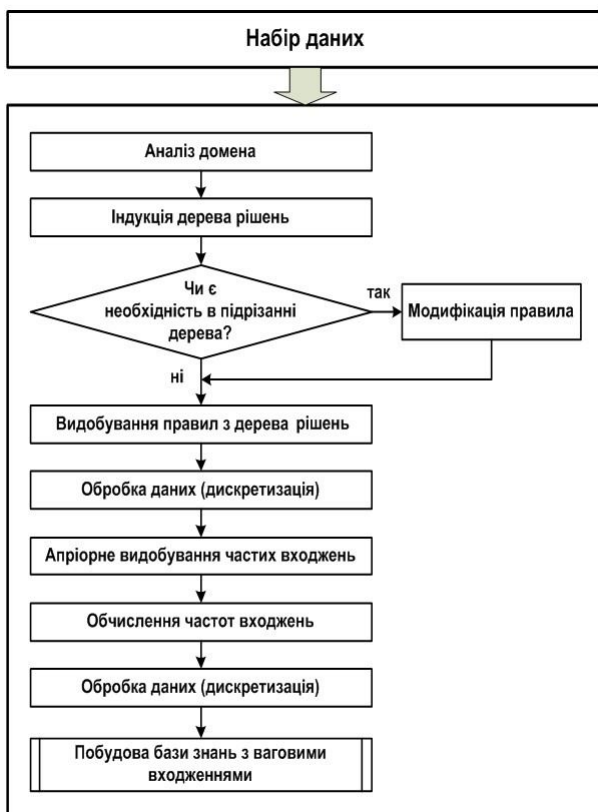 Набір даних
Аналіз домена
Індукція дерева рішень
Чи є
необхідність в підрізанні
дерева?
так
Модифікація правила
ні
Видобування правил з дерева рішень
Обробка даних (дискретизація)
Апріорне видобування частих входжень
Обчислення частот входжень
Обробка даних (дискретизація)
Побудова бази знань з ваговими
входженнями